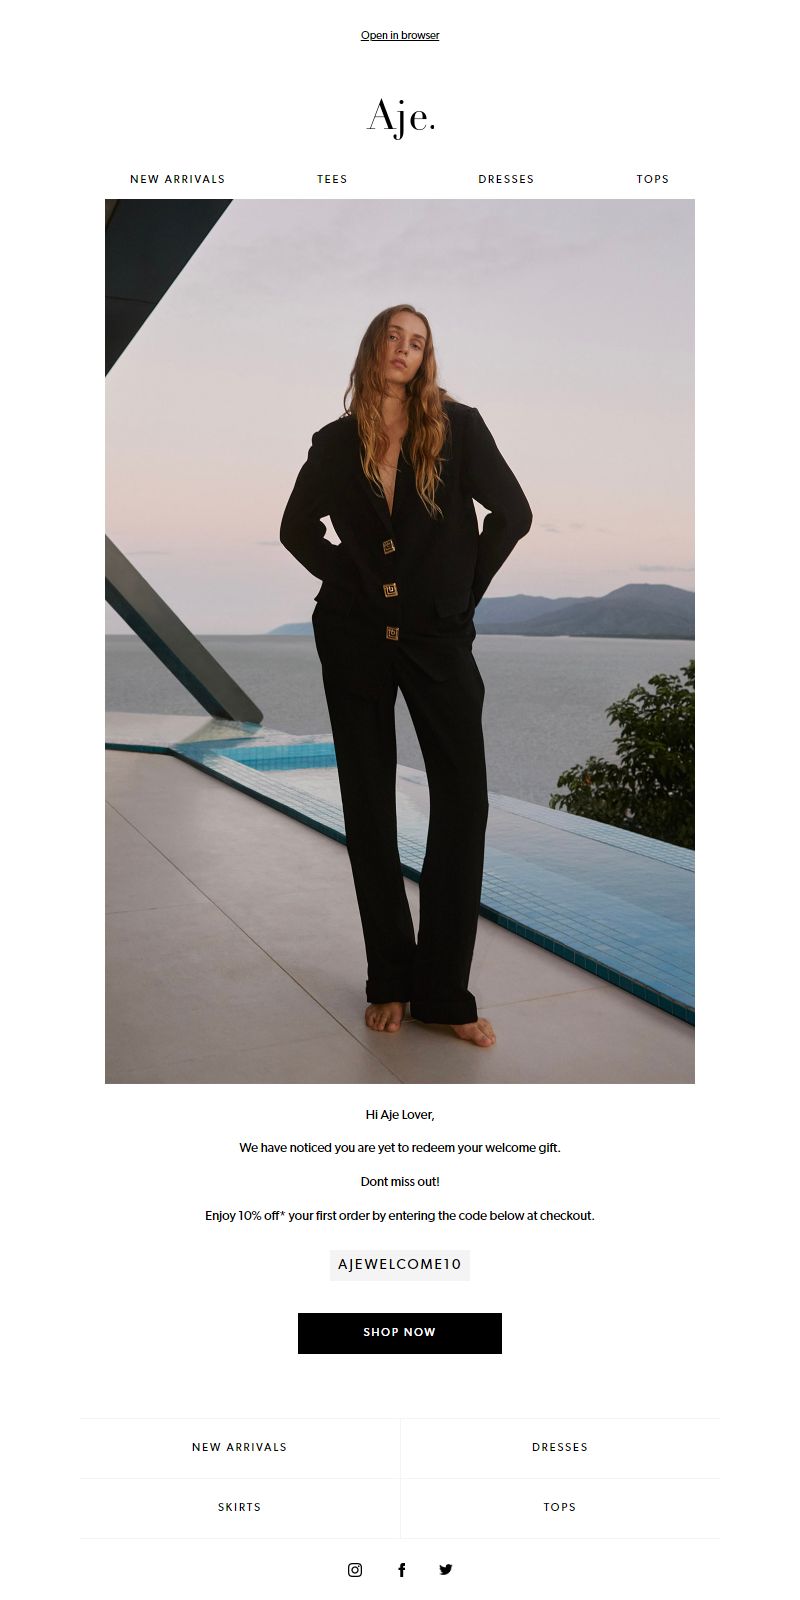 Open in browser
Aje.
NEW ARRIVALS TEES DRESSES TOPS
Hi Aje Lover,
We have noticed you are yet to redeem your welcome gift.
Dont miss out!
Enjoy 10% off* your first order by entering the code below at checkout.
AJEWELCOME10
SHOP NOW
NEW ARRIVALS DRESSES
SKIRTS TOPS